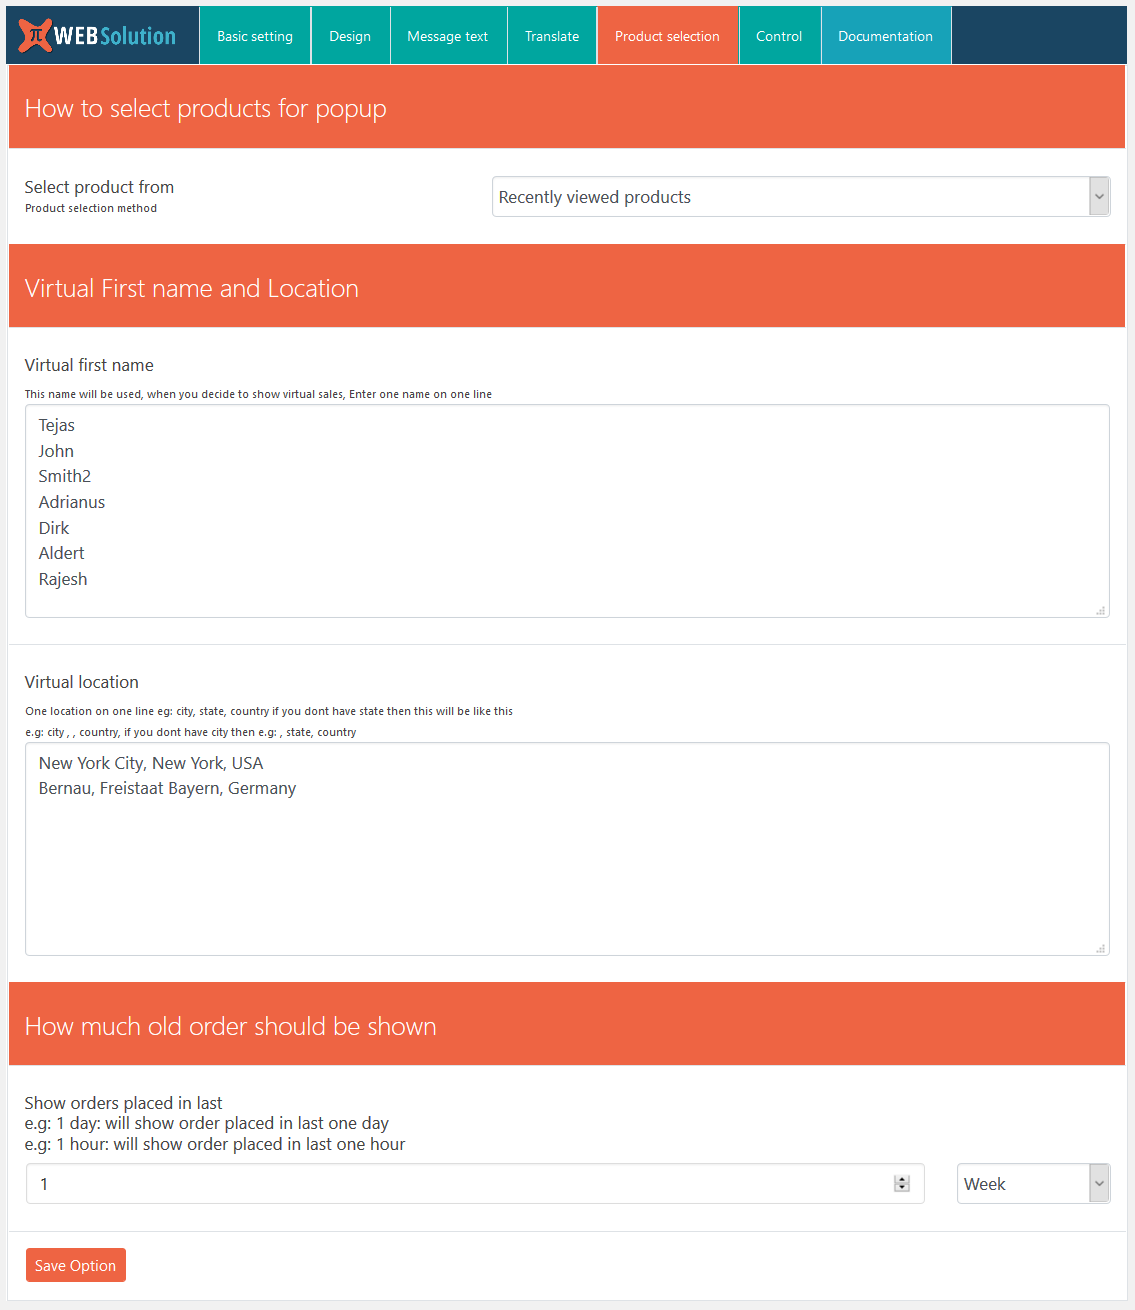 π WEBSolution
Basic setting
Design
Message text
Translate
Product selection
Control
Documentation
How to select products for popup
Select product from
Product selection method
Recently viewed products
Virtual First name and Location
Virtual first name
This name will be used, when you decide to show virtual sales, Enter one name on one line
Tejas
John
Smith2
Adrianus
Dirk
Aldert
Rajesh
Virtual location
One location on one line eg: city, state, country if you dont have state then this will be like this
e.g: city , , country, if you dont have city then e.g: , state, country
New York City, New York, USA
Bernau, Freistaat Bayern, Germany
How much old order should be shown
Show orders placed in last
e.g: 1 day: will show order placed in last one day
e.g: 1 hour: will show order placed in last one hour
1
Week
Save Option